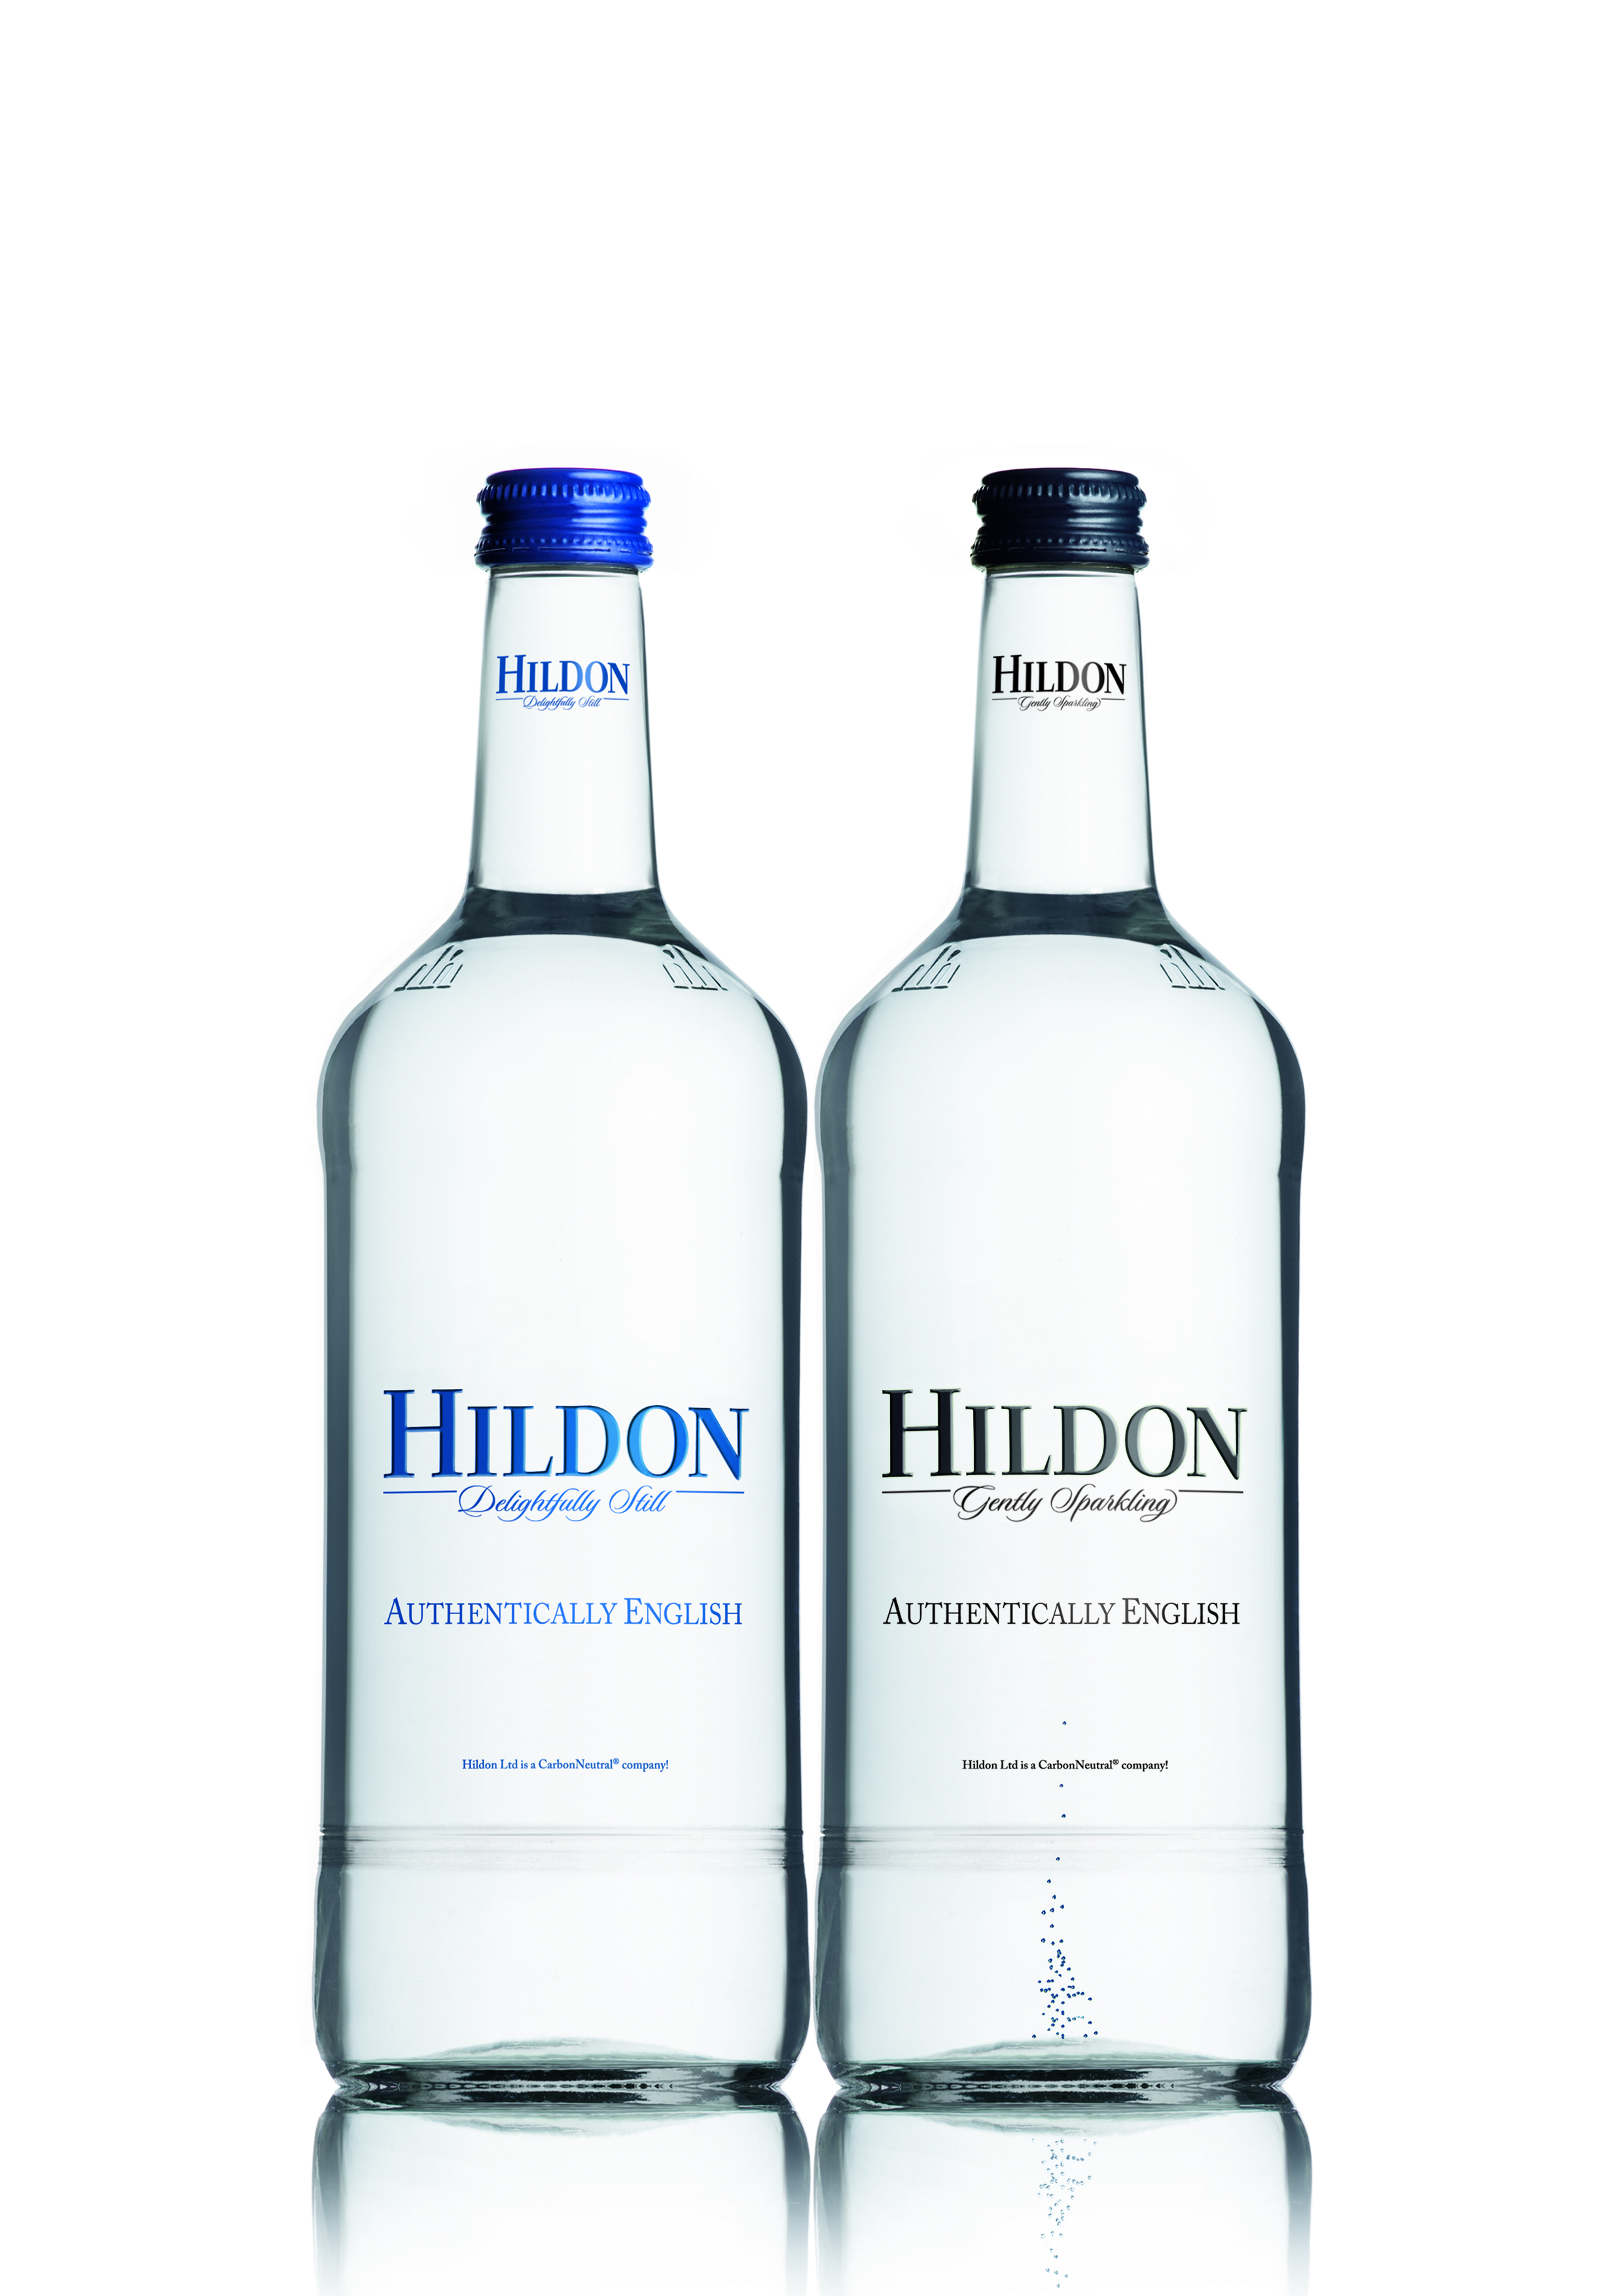 HILDON
Delightfully Still
HILDON
Delightfully Still
AUTHENTICALLY ENGLISH
Hildon Ltd is a CarbonNeutral® company!
HILDON
Gently Sparkling
HILDON
Gently Sparkling
AUTHENTICALLY ENGLISH
Hildon Ltd is a CarbonNeutral® company!